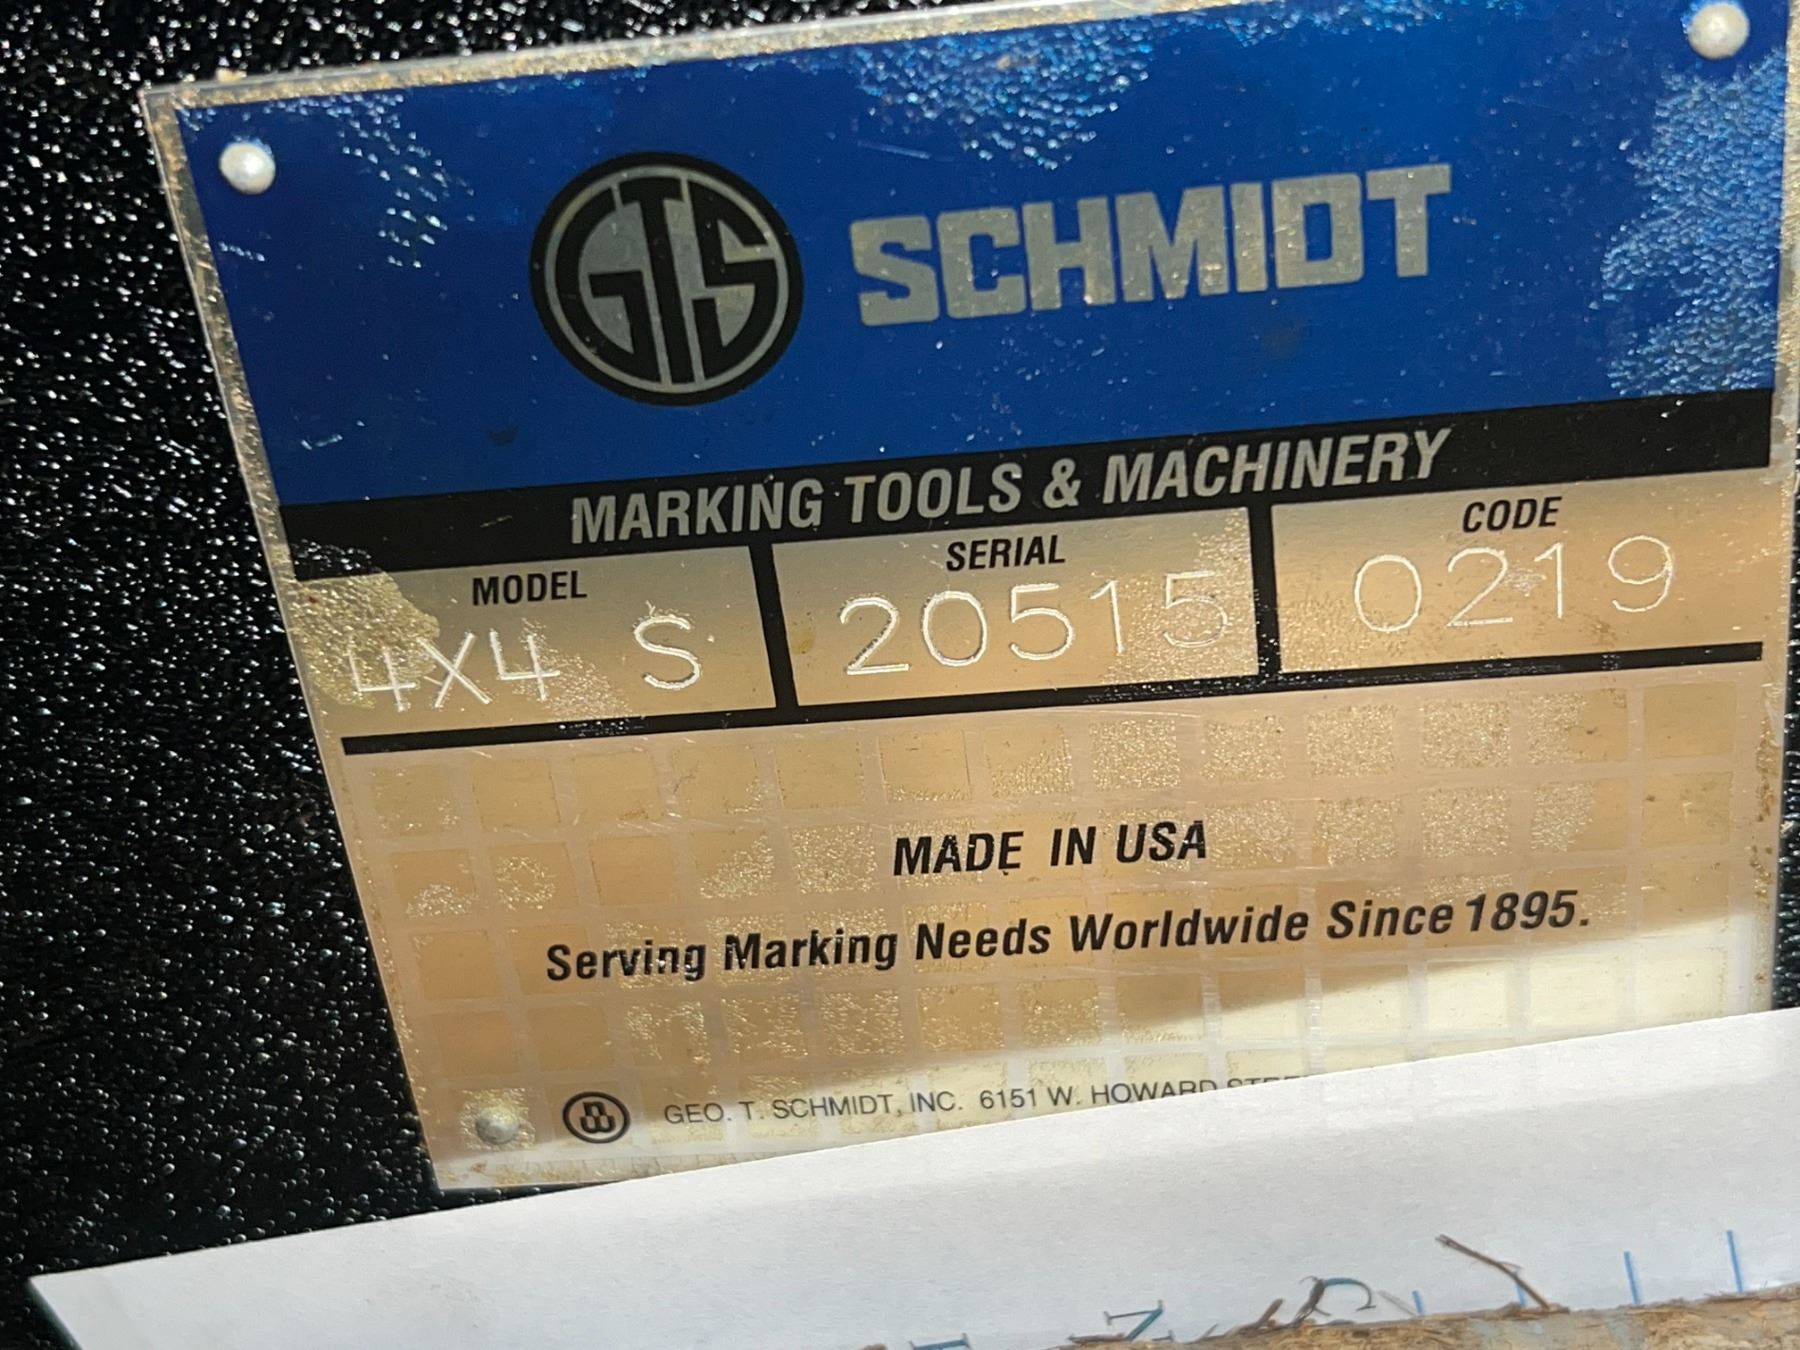 GTS SCHMIDT
MARKING TOOLS & MACHINERY
MODEL SERIAL CODE
4X4 S 20515 0219
MADE IN USA
Serving Marking Needs Worldwide Since 1895.
GEO. T. SCHMIDT, INC. 6151 W. HOWARD